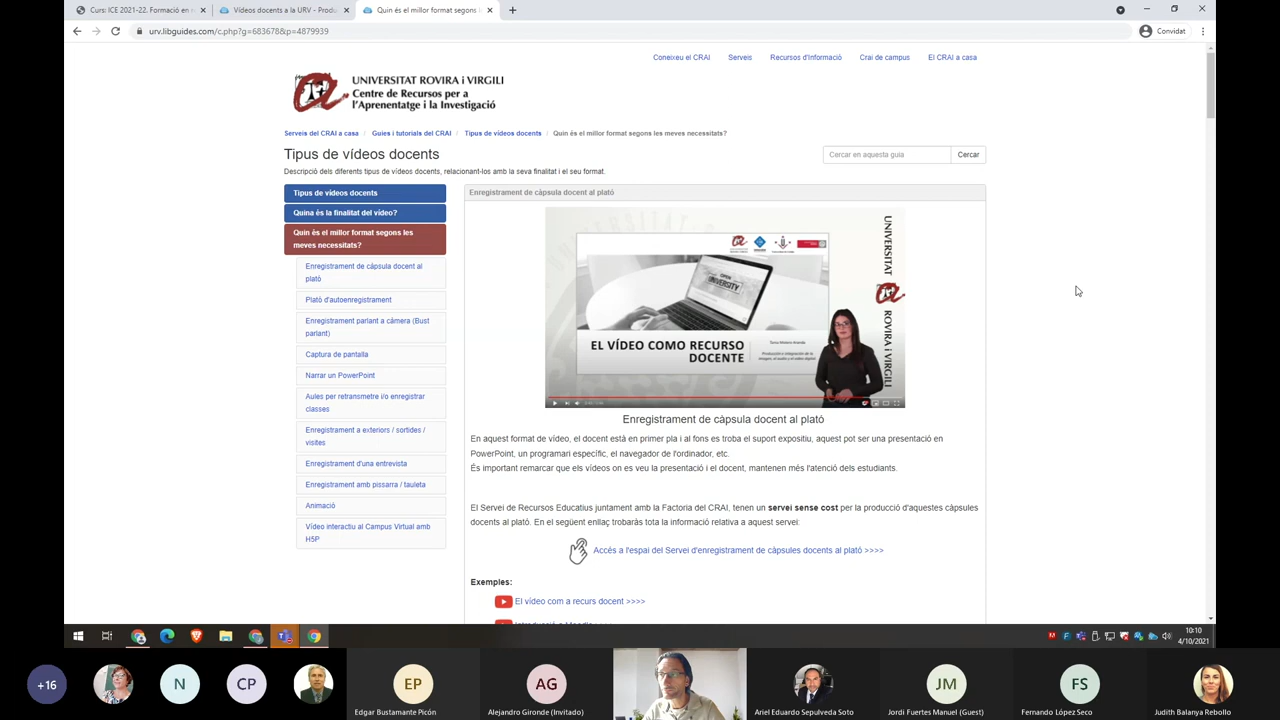 Curs: ICE 2021-22. Formació en n
Vídeos docents a la URV - Produ
Quin és el millor format segons l
urv.libguides.com/c.php?g=683678&p=4879939
Convidat
Coneixeu el CRAI
Serveis
Recursos d'Informació
Crai de campus
El CRAI a casa
UNIVERSITAT ROVIRA i VIRGILI
Centre de Recursos per a
l'Aprenentatge i la Investigació
Serveis del CRAI a casa / Guies i tutorials del CRAI / Tipus de vídeos docents / Quin és el millor format segons les meves necessitats?
Tipus de vídeos docents
Cercar en aquesta guia
Cercar
Descripció dels diferents tipus de vídeos docents, relacionant-los amb la seva finalitat i el seu format.
Tipus de vídeos docents
Quina és la finalitat del vídeo?
Quin és el millor format segons les
meves necessitats?
Enregistrament de càpsula docent al
plató
Plató d'autoenregistrament
Enregistrament parlant a càmera (Bust
parlant)
Captura de pantalla
Narrar un PowerPoint
Aules per retransmetre i/o enregistrar
classes
Enregistrament a exteriors / sortides /
visites
Enregistrament d'una entrevista
Enregistrament amb pissarra / tauleta
Animació
Vídeo interactiu al Campus Virtual amb
H5P
Enregistrament de càpsula docent al plató
OPEN
UNIVERSITY
EL VÍDEO COMO RECURSO
DOCENTE
Producción e integración de la
imagen, el audio y el vídeo digital
UNIVERSITAT
ROVIRA i VIRGILI
Enregistrament de càpsula docent al plató
En aquest format de vídeo, el docent està en primer pla i al fons es troba el suport expositiu, aquest pot ser una presentació en
PowerPoint, un programari específic, el navegador de l'ordinador, etc.
És important remarcar que els vídeos on es veu la presentació i el docent, mantenen més l'atenció dels estudiants.
El Servei de Recursos Educatius juntament amb la Factoria del CRAI, tenen un servei sense cost per la producció d'aquestes càpsules
docents al plató. En el següent enllaç trobaràs tota la informació relativa a aquest servei:
Accés a l'espai del Servei d'enregistrament de càpsules docents al plató >>>>
Exemples:
El vídeo com a recurs docent >>>>
10:10
4/10/2021
+16
N
CP
EP
Edgar Bustamante Picón
AG
Alejandro Gironde (Invitado)
Ariel Eduardo Sepulveda Soto
JM
Jordi Fuertes Manuel (Guest)
FS
Fernando López Seco
Judith Balanya Rebollo